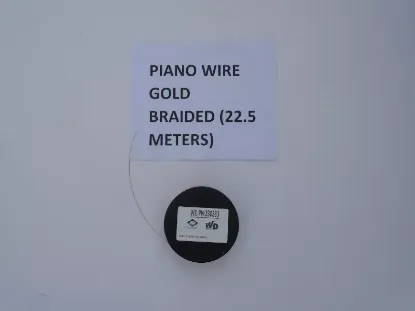 PIANO WIRE
GOLD
BRAIDED (22.5
METERS)